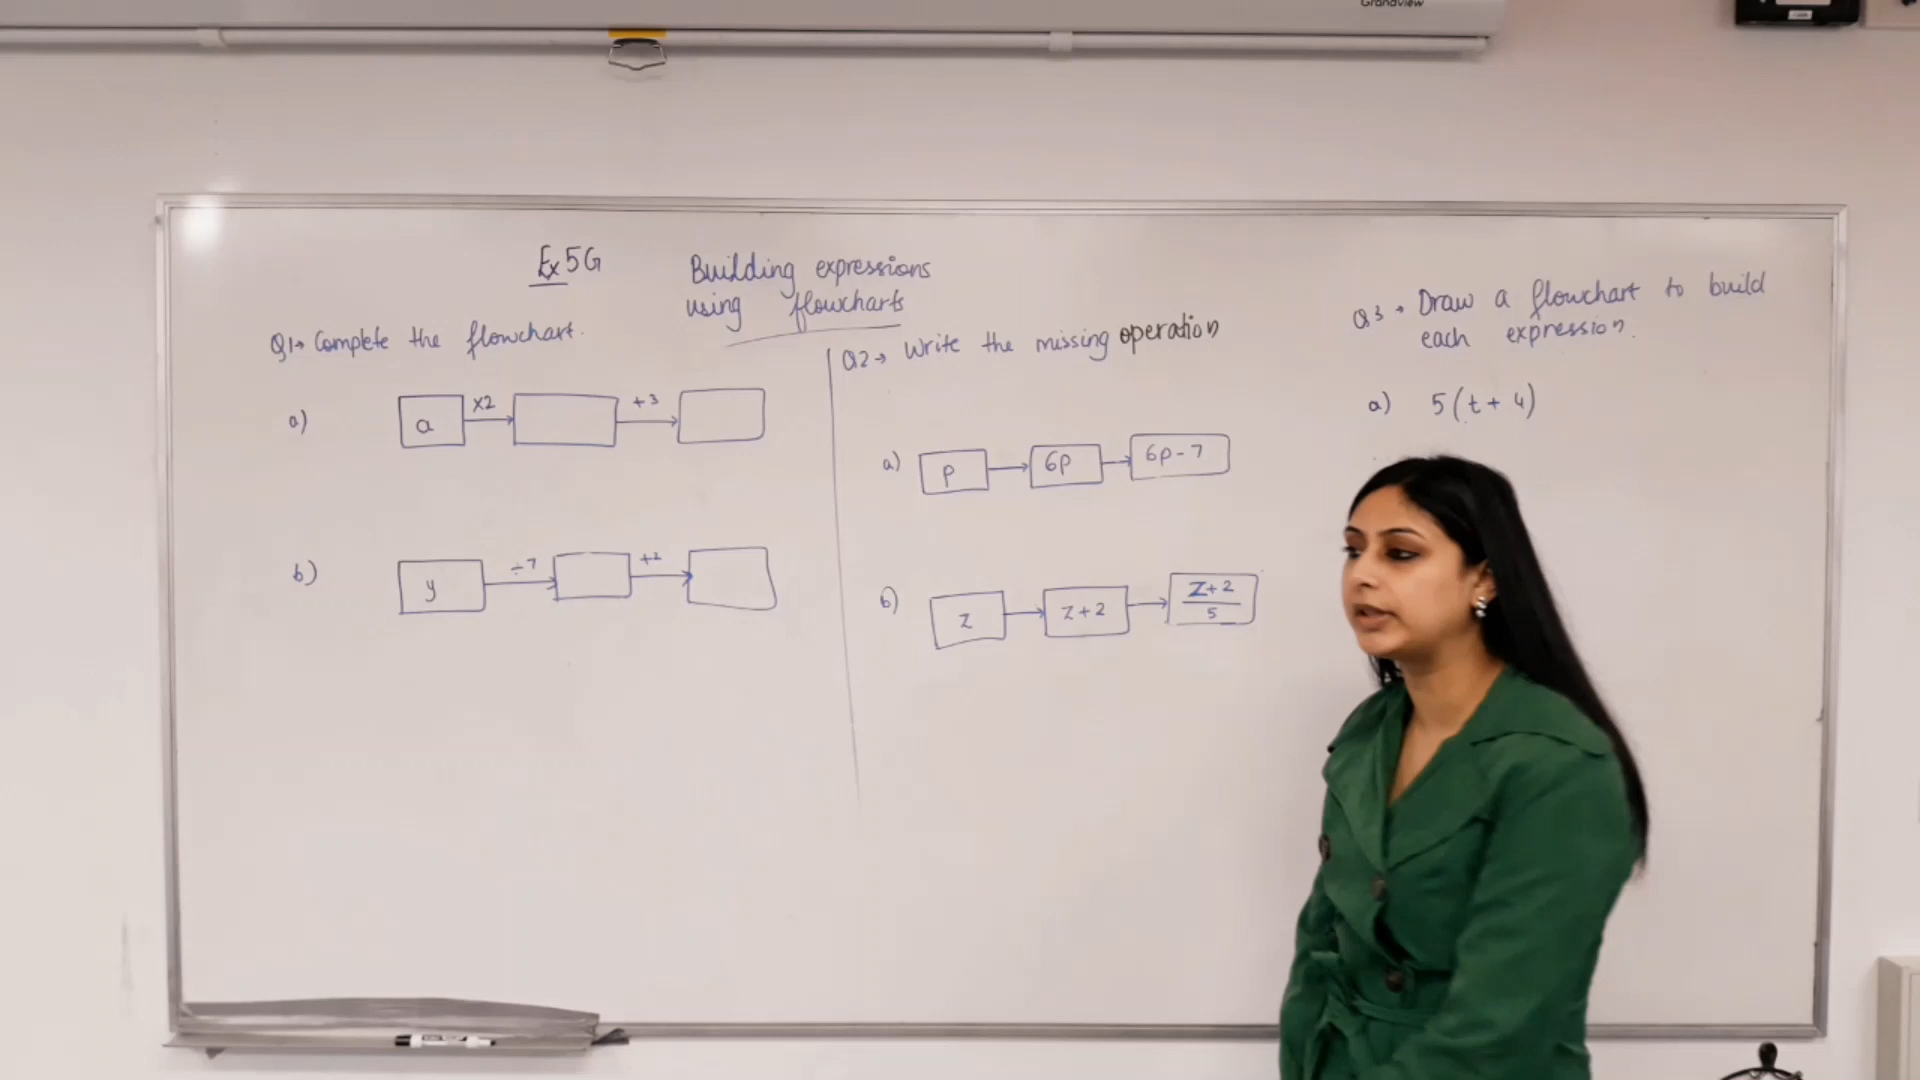 Grandview
Ex 5G
Building expressions
using flowcharts
Q1→ Complete the flowchart.
a) a ×2 +3
b) y ÷7 +2
Q2→ Write the missing operation
a) p 6p 6p - 7
b) z z+2 z+2
5
Q3→ Draw a flowchart to build
each expression.
a) 5(t + 4)